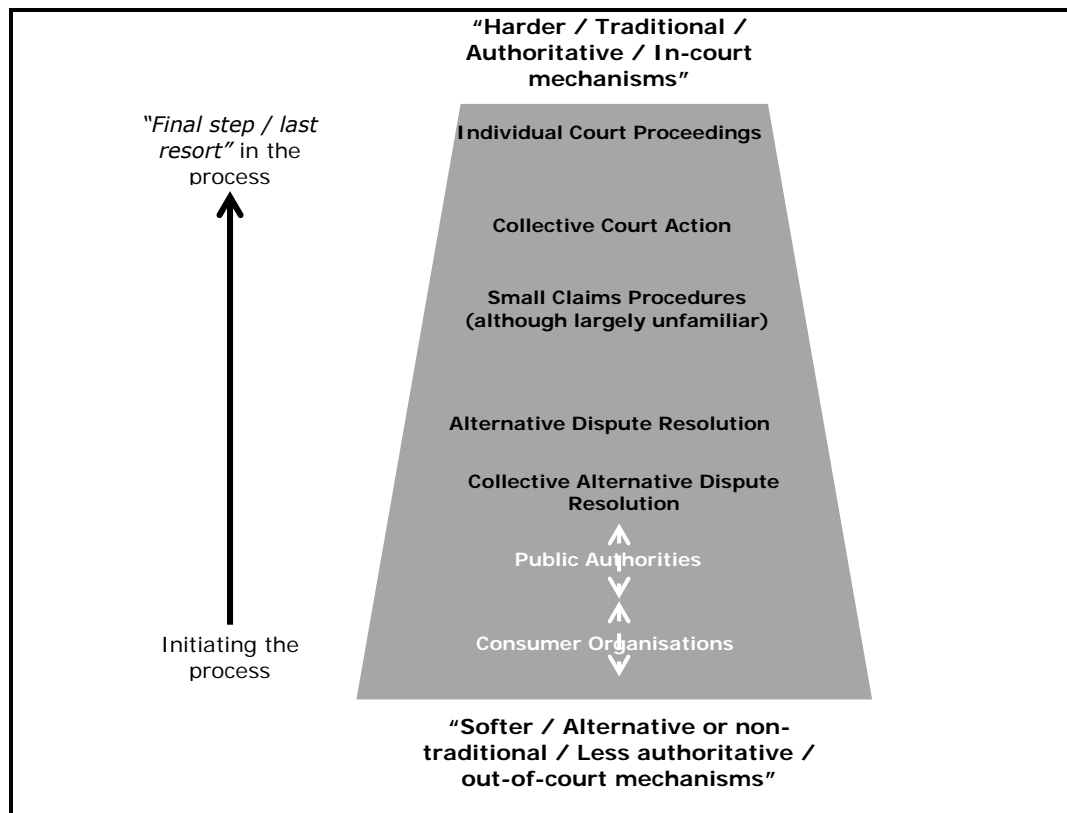 “Harder / Traditional /
Authoritative / In-court
mechanisms”
“Final step / last
resort” in the
process
Individual Court Proceedings
Collective Court Action
Small Claims Procedures
(although largely unfamiliar)
Alternative Dispute Resolution
Collective Alternative Dispute
Resolution
Public Authorities
Consumer Organisations
Initiating the
process
“Softer / Alternative or non-
traditional / Less authoritative /
out-of-court mechanisms”